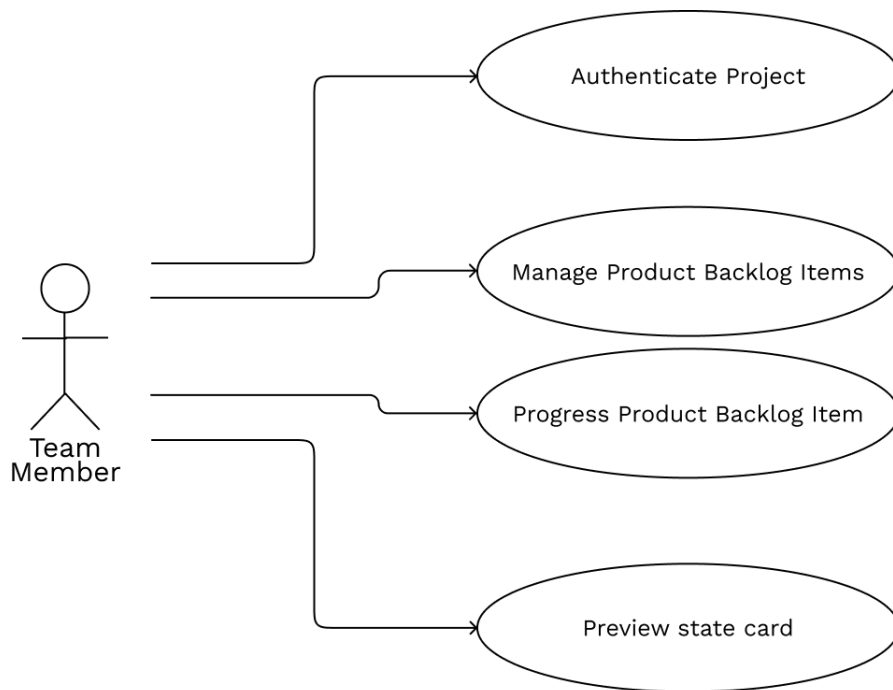 Authenticate Project
Manage Product Backlog Items
Progress Product Backlog Item
Team
Member
Preview state card